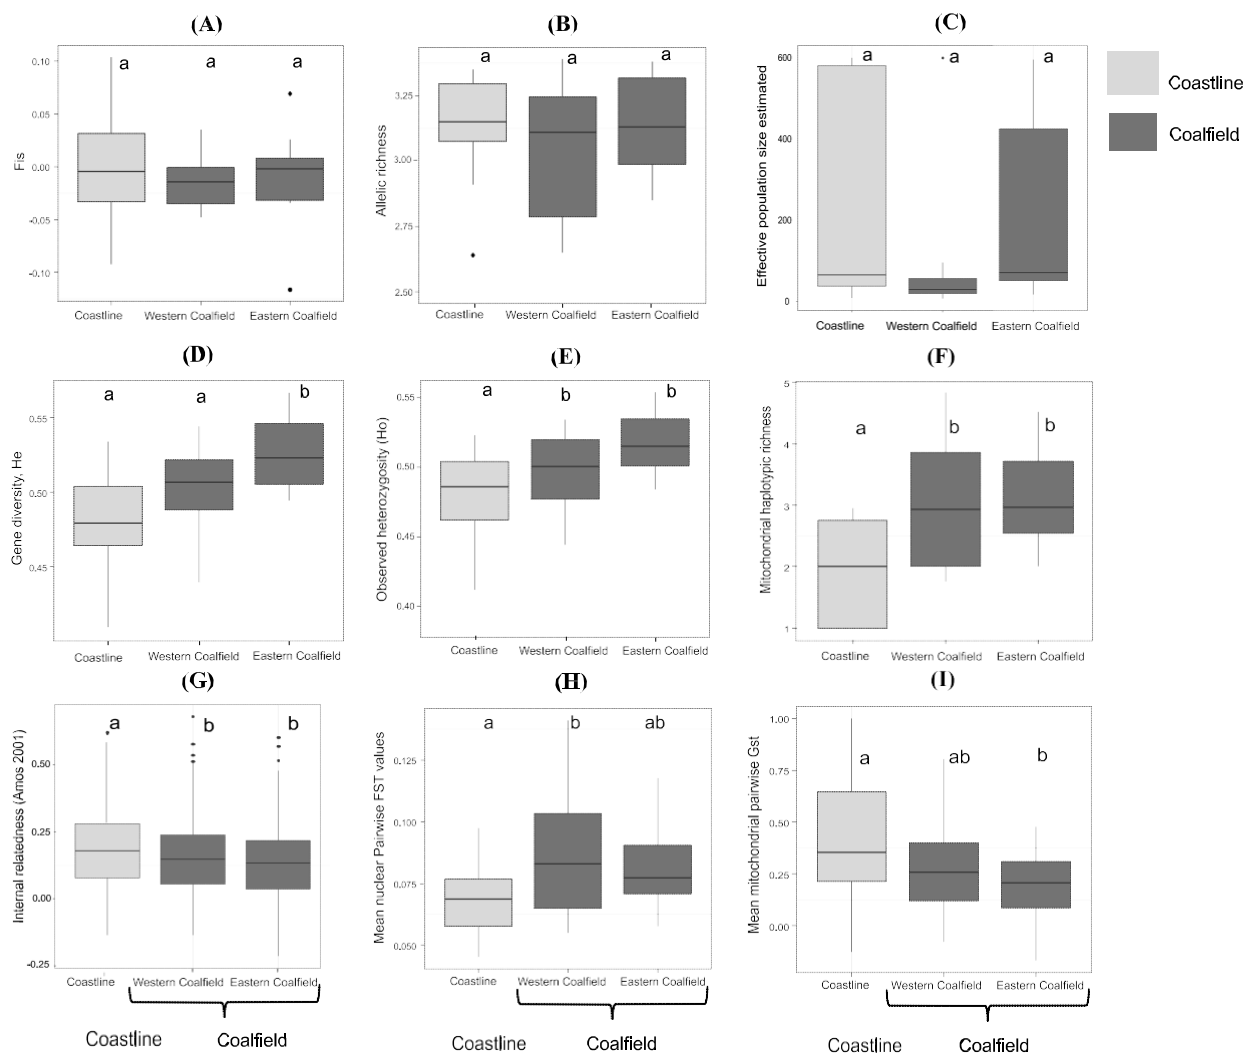 (A)
(B)
(C)
0.10
0.05
0.00
-0.05
-0.10
Fis
a a a
Coastline Western Coalfield Eastern Coalfield
3.25
3.00
2.75
2.50
Allelic richness
a a a
Coastline Western Coalfield Eastern Coalfield
600
400
200
0
Effective population size estimated
a a a
Coastline Western Coalfield Eastern Coalfield
Coastline
Coalfield
(D)
(E)
(F)
0.55
0.50
0.45
Gene diversity, He
a a b
Coastline Western Coalfield Eastern Coalfield
0.55
0.50
0.45
0.40
Observed heterozygosity (Ho)
a b b
Coastline Western Coalfield Eastern Coalfield
5
4
3
2
1
Mitochondrial haplotypic richness
a b b
Coastline Western Coalfield Eastern Coalfield
(G)
(H)
(I)
0.50
0.25
0.00
-0.25
Internal relatedness (Amos 2001)
a b b
Coastline Western Coalfield Eastern Coalfield
Coastline Coalfield
0.125
0.100
0.075
0.050
Mean nuclear Pairwise FST values
a b ab
Coastline Western Coalfield Eastern Coalfield
Coastline Coalfield
1.00
0.75
0.50
0.25
0.00
Mean mitochondrial pairwise Gst
a ab b
Coastline Western Coalfield Eastern Coalfield
Coastline Coalfield